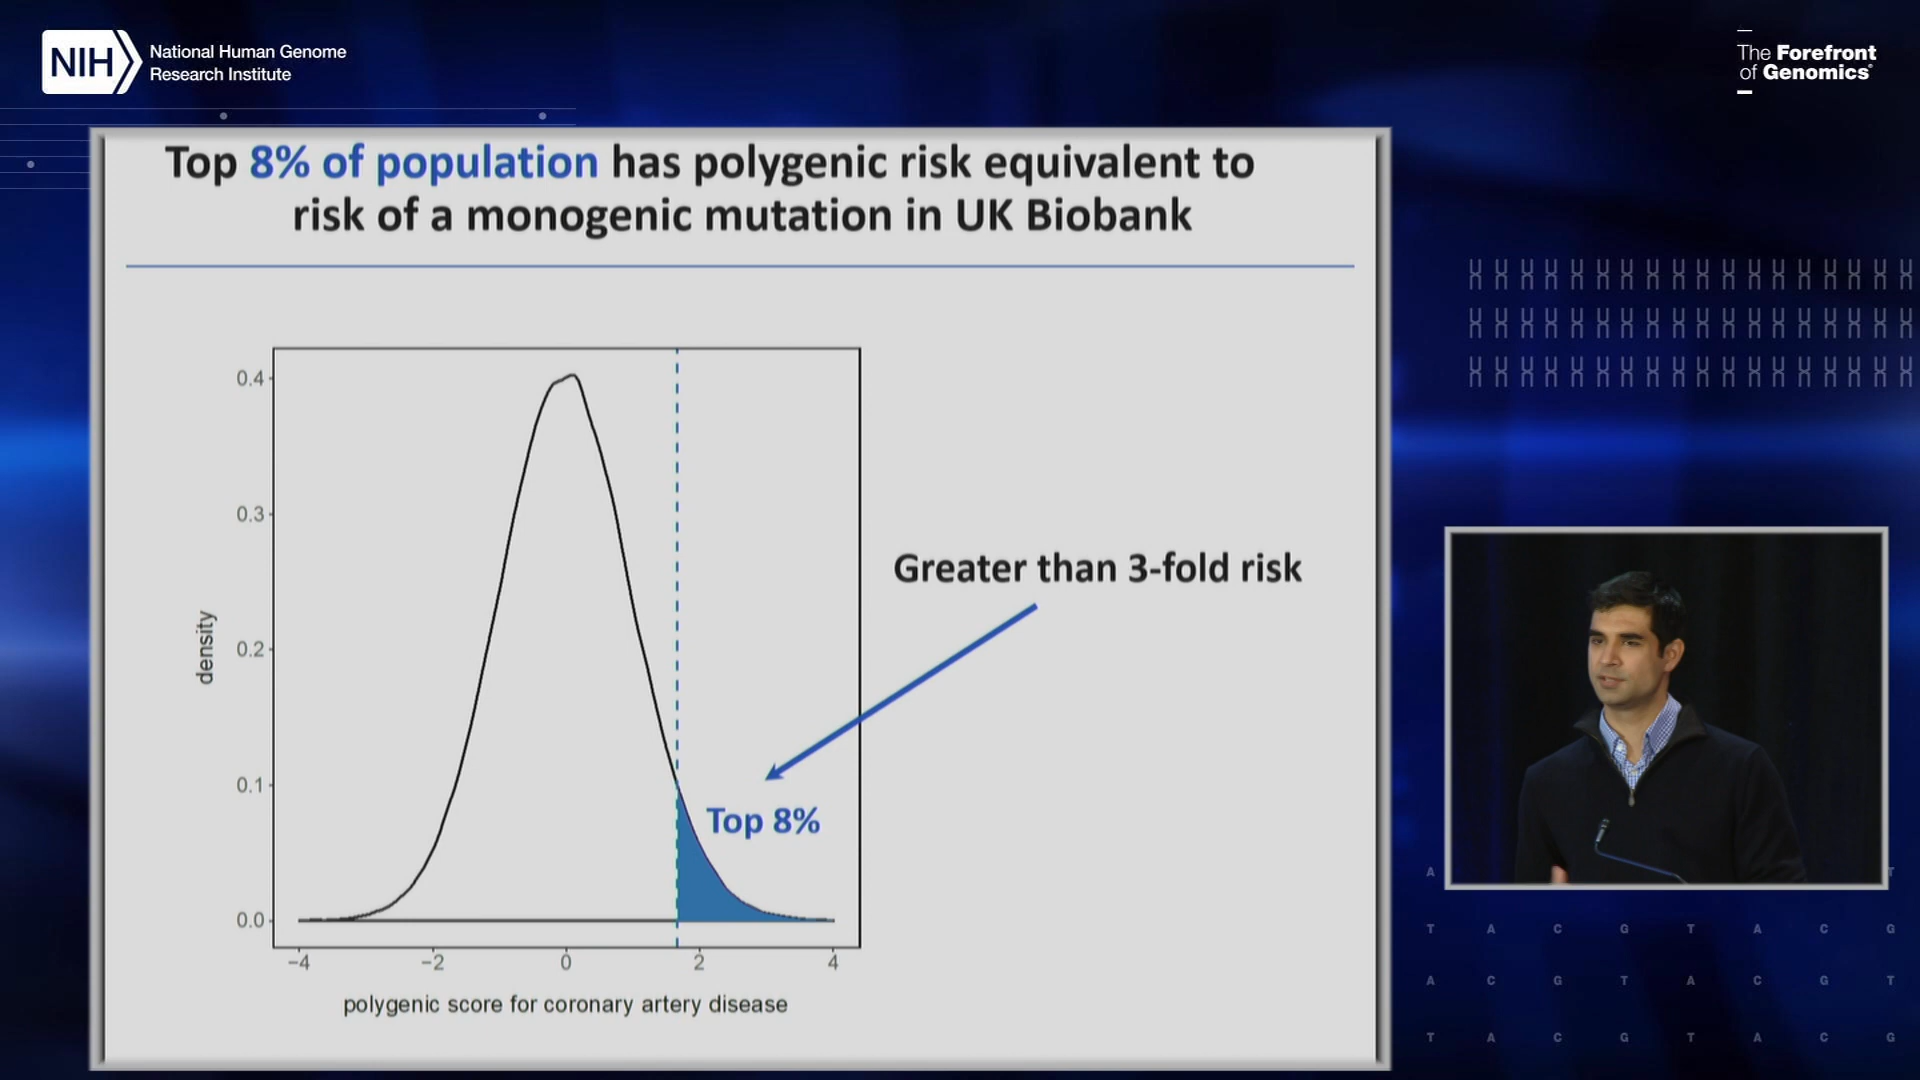 NIH
National Human Genome
Research Institute
The Forefront
of Genomics®
Top 8% of population has polygenic risk equivalent to
risk of a monogenic mutation in UK Biobank
0.4
0.3
0.2
0.1
0.0
density
Greater than 3-fold risk
Top 8%
−4 −2 0 2 4
polygenic score for coronary artery disease
A T
T A C G T A C G
A C G T A C G T
T A C G T A C G